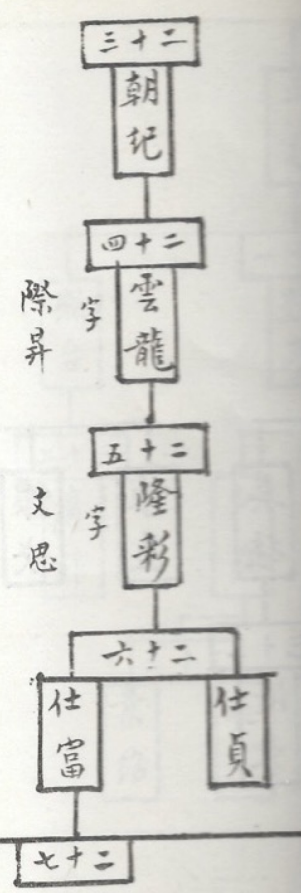 三十二
朝紀
四十二
雲龍
字
際昇
五十二
隆彩
字
文思
六十二
仕貞
仕富
七十二